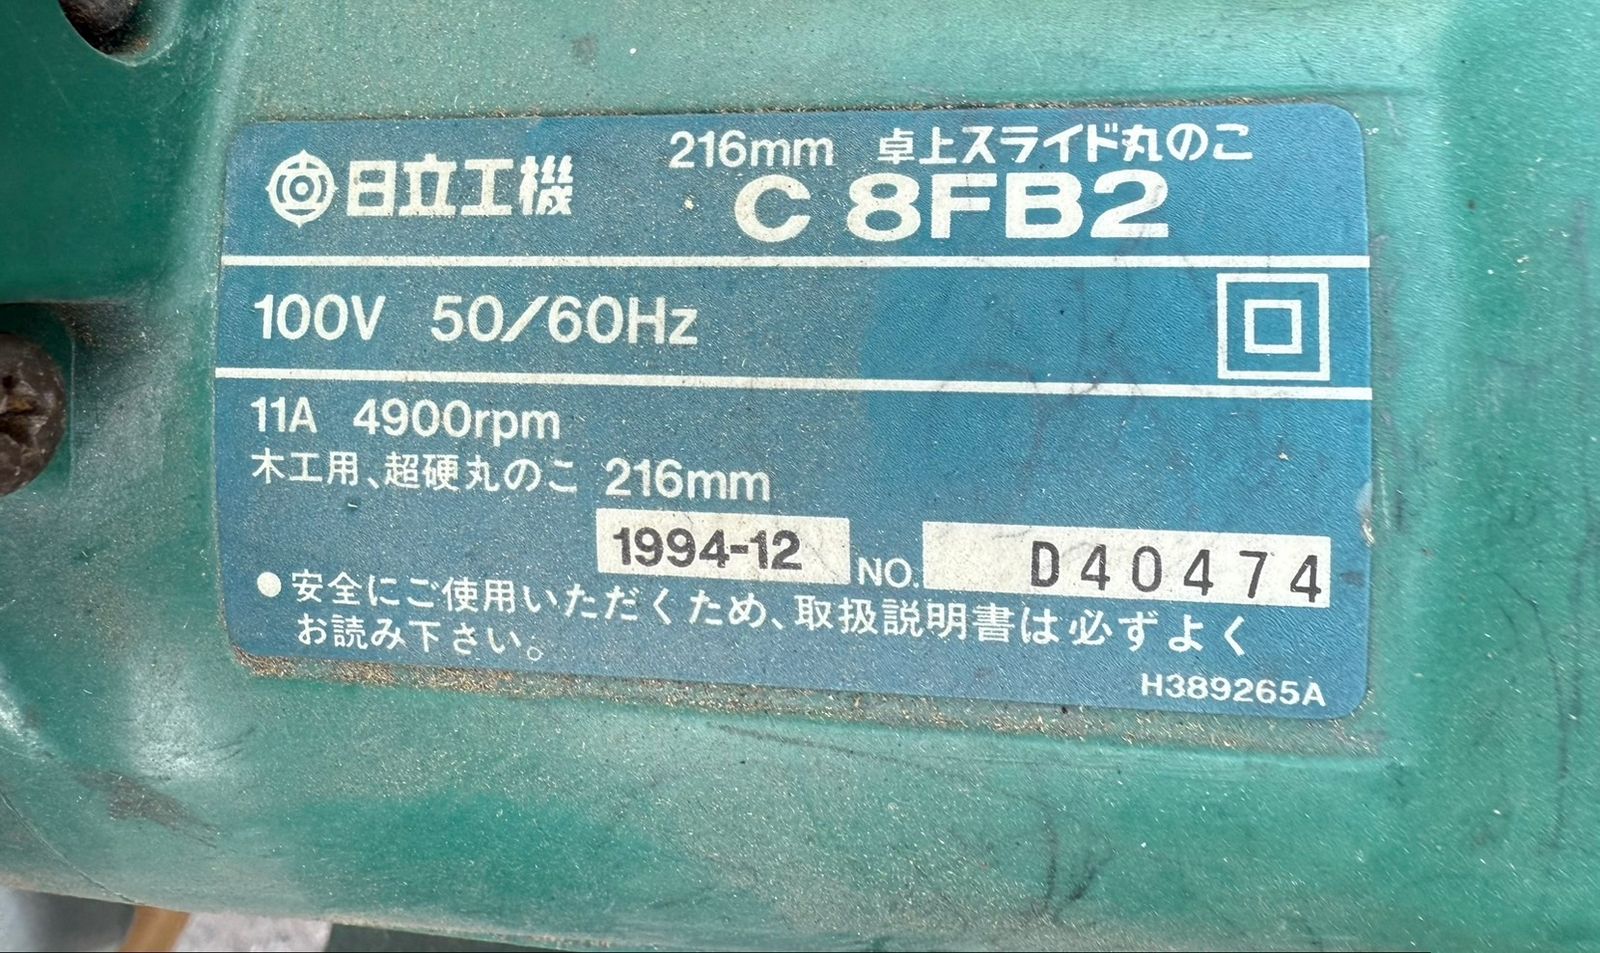 日立工機 216mm 卓上スライド丸のこ
C 8FB2
100V 50/60Hz
11A 4900rpm
木工用、超硬丸のこ 216mm
1994-12 NO. D40474
●安全にご使用いただくため、取扱説明書は必ずよく
お読み下さい。
H389265A